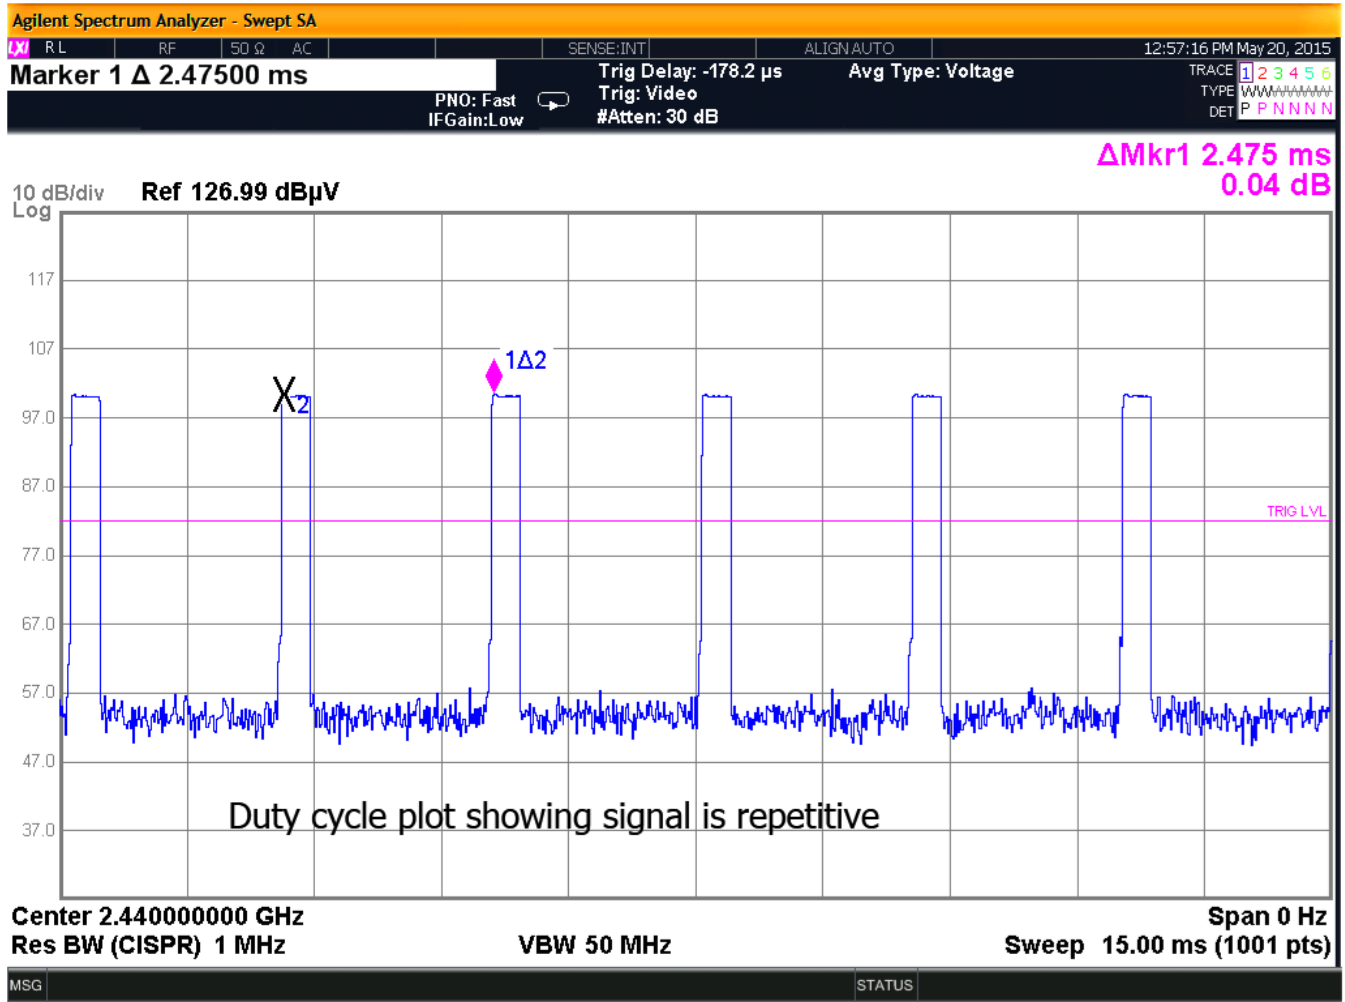 Agilent Spectrum Analyzer - Swept SA
LXI RL RF 50 Ω AC SENSE:INT ALIGN AUTO 12:57:16 PM May 20, 2015
Marker 1 Δ 2.47500 ms
PNO: Fast
IFGain:Low
Trig Delay: -178.2 µs
Trig: Video
#Atten: 30 dB
Avg Type: Voltage
TRACE 1 2 3 4 5 6
TYPE WWWWWW
DET P P N N N N
ΔMkr1 2.475 ms
0.04 dB
10 dB/div
Log
Ref 126.99 dBµV
117
107
1Δ2
X2
97.0
87.0
TRIG LVL
77.0
67.0
57.0
47.0
Duty cycle plot showing signal is repetitive
37.0
Center 2.440000000 GHz
Span 0 Hz
Res BW (CISPR) 1 MHz
VBW 50 MHz
Sweep 15.00 ms (1001 pts)
MSG
STATUS